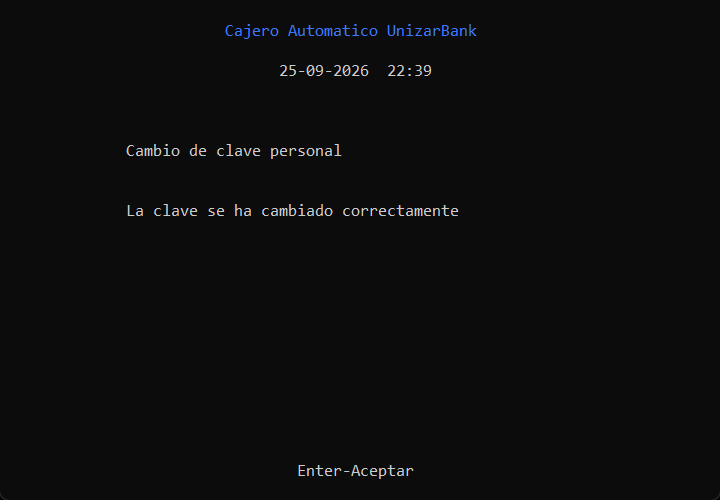 Cajero Automatico UnizarBank
25-09-2026  22:39
Cambio de clave personal
La clave se ha cambiado correctamente
Enter-Aceptar